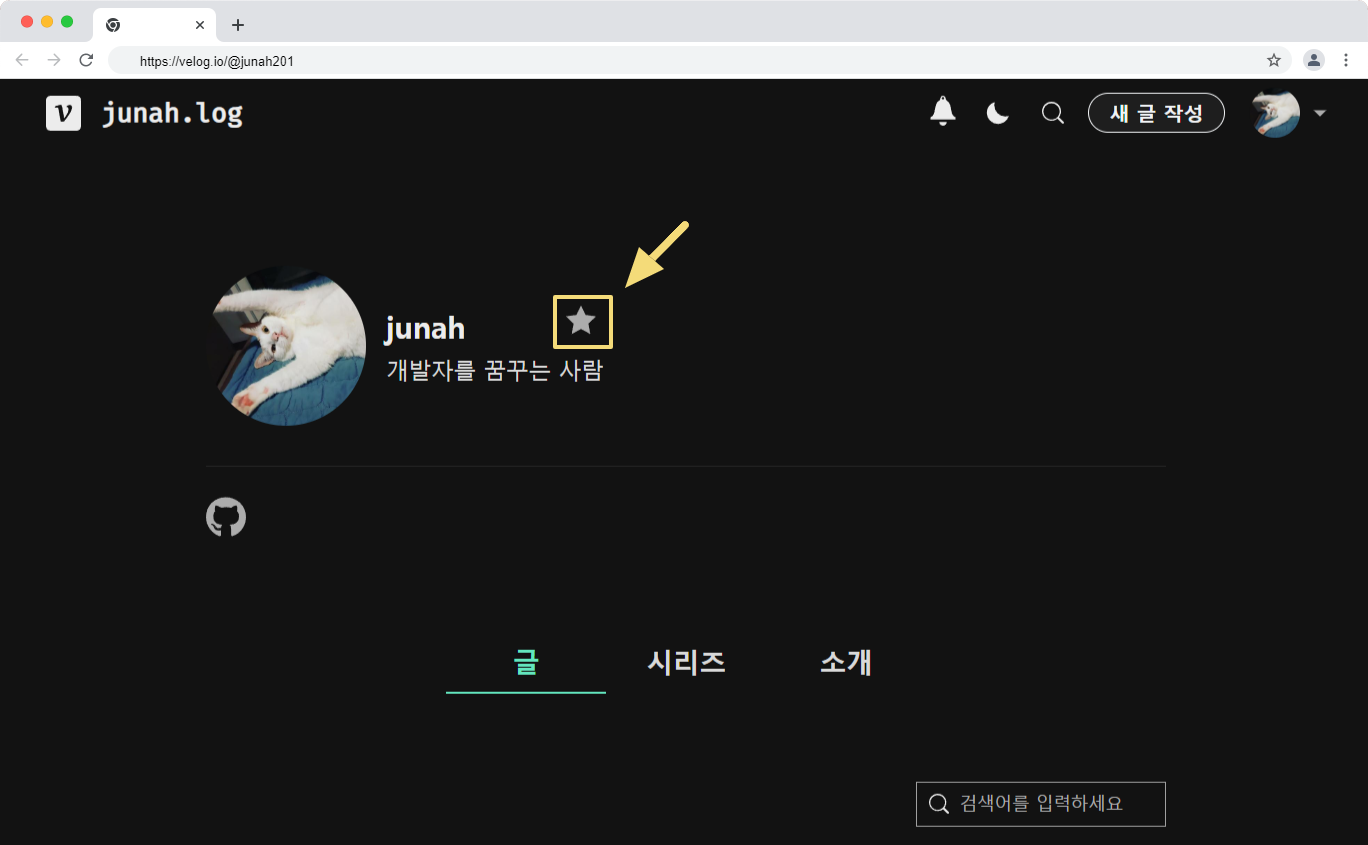 https://velog.io/@junah201
v junah.log
새 글 작성
junah
개발자를 꿈꾸는 사람
글 시리즈 소개
검색어를 입력하세요